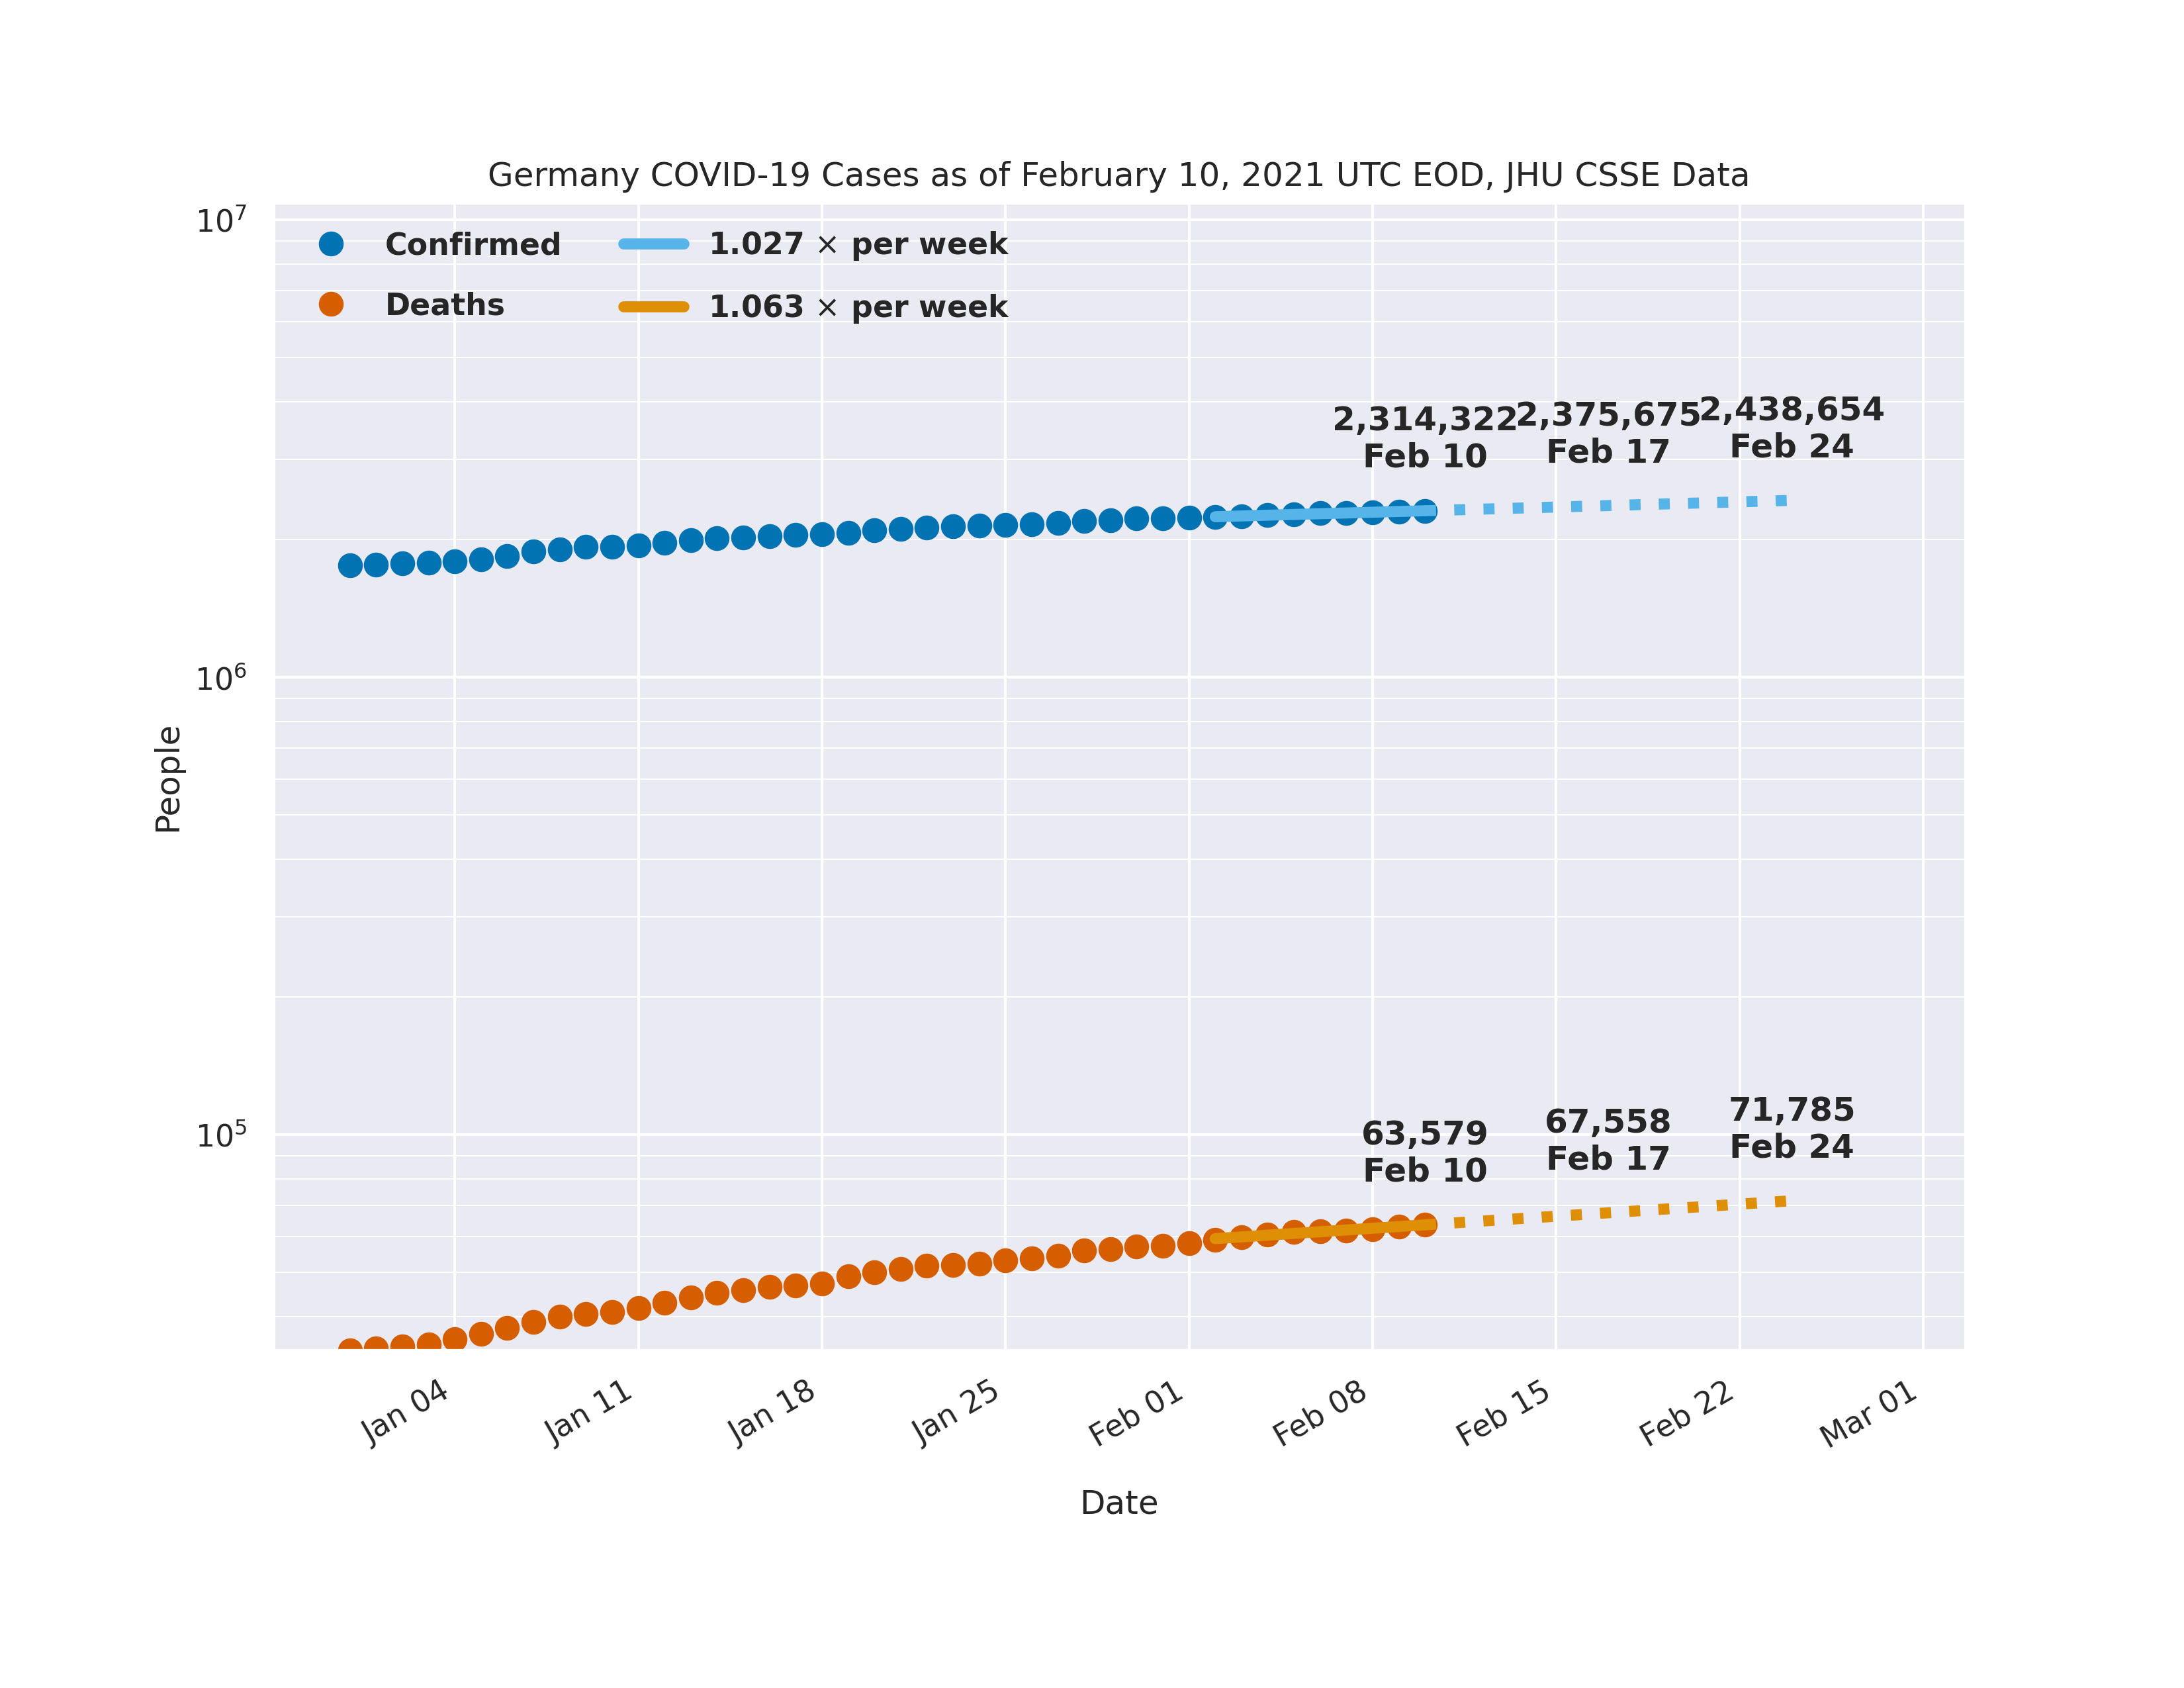 Germany COVID-19 Cases as of February 10, 2021 UTC EOD, JHU CSSE Data
10⁷
Confirmed
1.027 × per week
Deaths
1.063 × per week
2,314,322
Feb 10
2,375,675
Feb 17
2,438,654
Feb 24
10⁶
People
10⁵
63,579
Feb 10
67,558
Feb 17
71,785
Feb 24
Jan 04
Jan 11
Jan 18
Jan 25
Feb 01
Feb 08
Feb 15
Feb 22
Mar 01
Date